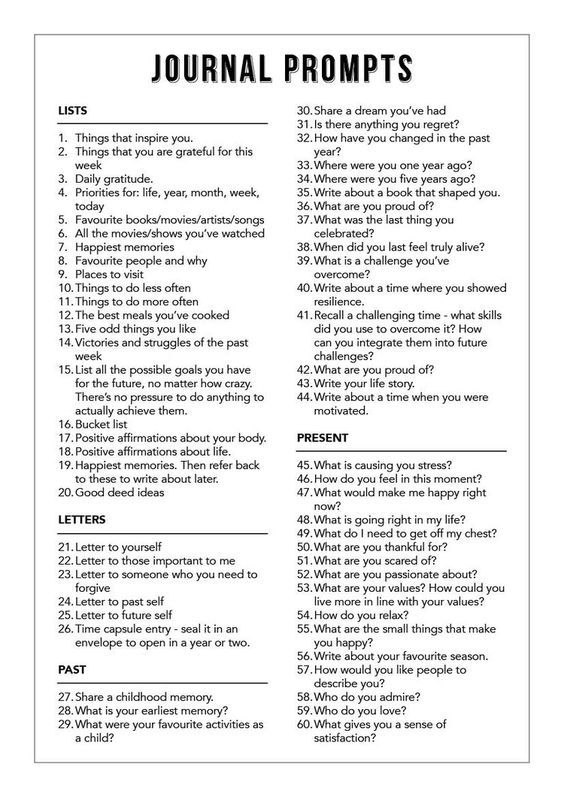 JOURNAL PROMPTS
LISTS
1. Things that inspire you.
2. Things that you are grateful for this
week
3. Daily gratitude.
4. Priorities for: life, year, month, week,
today
5. Favourite books/movies/artists/songs
6. All the movies/shows you've watched
7. Happiest memories
8. Favourite people and why
9. Places to visit
10. Things to do less often
11. Things to do more often
12. The best meals you've cooked
13. Five odd things you like
14. Victories and struggles of the past
week
15. List all the possible goals you have
for the future, no matter how crazy.
There's no pressure to do anything to
actually achieve them.
16. Bucket list
17. Positive affirmations about your body.
18. Positive affirmations about life.
19. Happiest memories. Then refer back
to these to write about later.
20. Good deed ideas
LETTERS
21. Letter to yourself
22. Letter to those important to me
23. Letter to someone who you need to
forgive
24. Letter to past self
25. Letter to future self
26. Time capsule entry - seal it in an
envelope to open in a year or two.
PAST
27. Share a childhood memory.
28. What is your earliest memory?
29. What were your favourite activities as
a child?
30. Share a dream you've had
31. Is there anything you regret?
32. How have you changed in the past
year?
33. Where were you one year ago?
34. Where were you five years ago?
35. Write about a book that shaped you.
36. What are you proud of?
37. What was the last thing you
celebrated?
38. When did you last feel truly alive?
39. What is a challenge you've
overcome?
40. Write about a time where you showed
resilience.
41. Recall a challenging time - what skills
did you use to overcome it? How
can you integrate them into future
challenges?
42. What are you proud of?
43. Write your life story.
44. Write about a time when you were
motivated.
PRESENT
45. What is causing you stress?
46. How do you feel in this moment?
47. What would make me happy right
now?
48. What is going right in my life?
49. What do I need to get off my chest?
50. What are you thankful for?
51. What are you scared of?
52. What are you passionate about?
53. What are your values? How could you
live more in line with your values?
54. How do you relax?
55. What are the small things that make
you happy?
56. Write about your favourite season.
57. How would you like people to
describe you?
58. Who do you admire?
59. Who do you love?
60. What gives you a sense of
satisfaction?